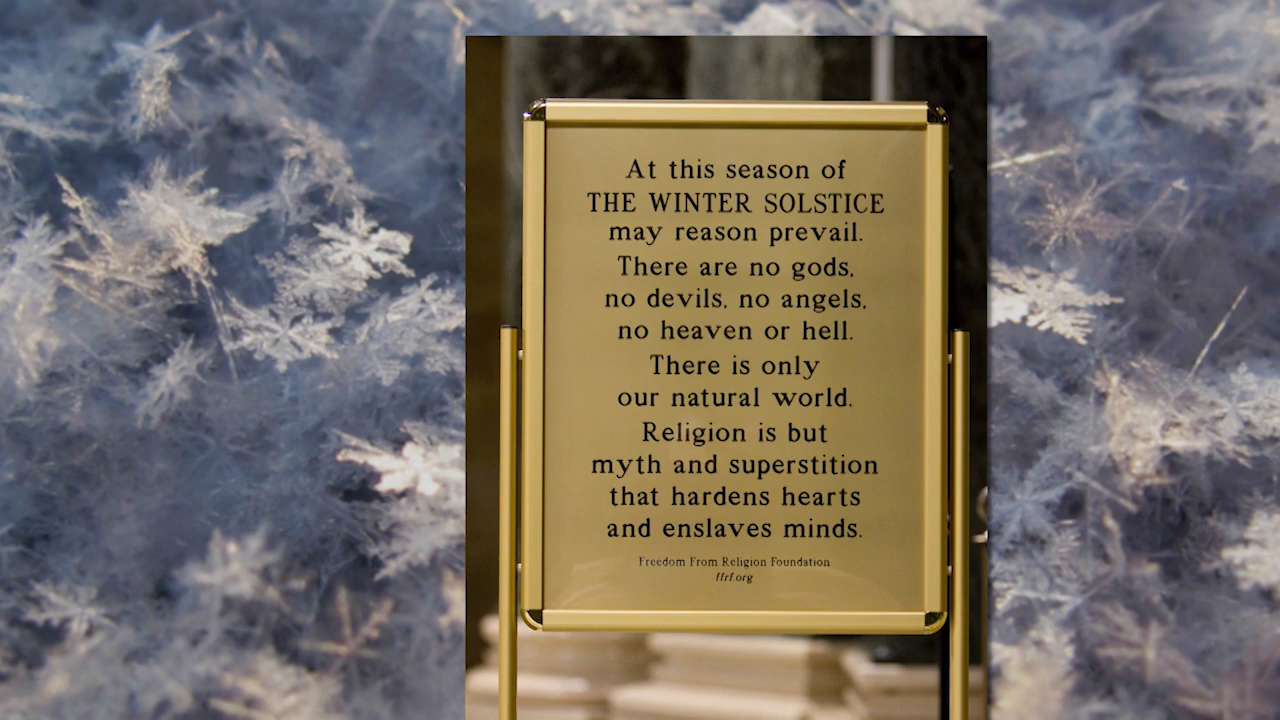 At this season of
THE WINTER SOLSTICE
may reason prevail.
There are no gods,
no devils, no angels,
no heaven or hell.
There is only
our natural world.
Religion is but
myth and superstition
that hardens hearts
and enslaves minds.
Freedom From Religion Foundation
ffrf.org